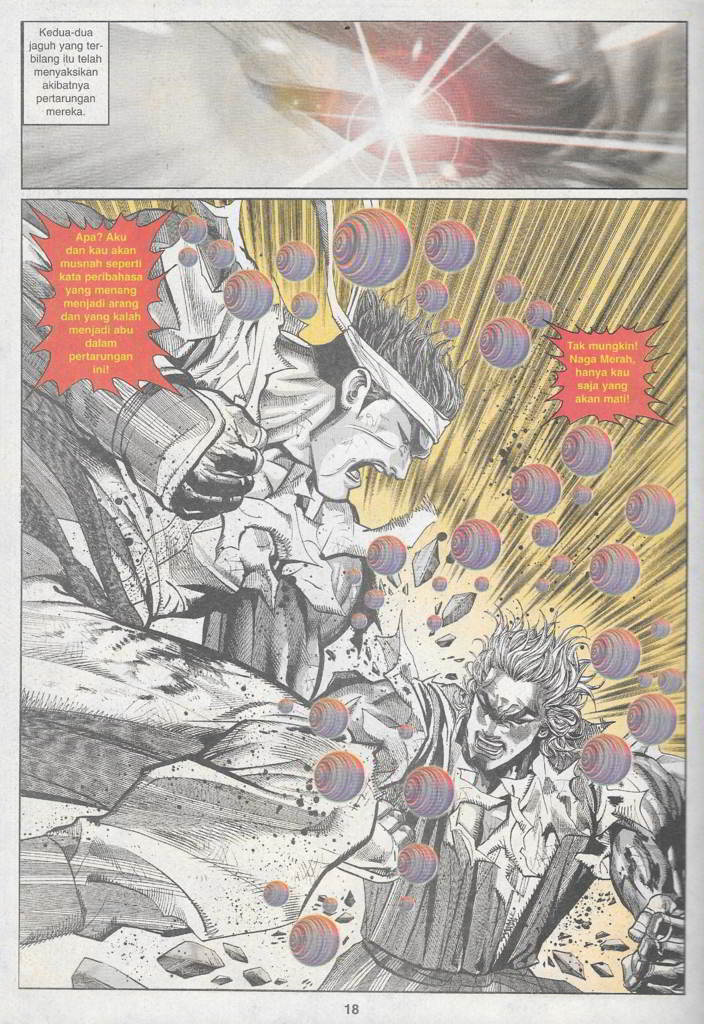 Kedua-dua
jaguh yang ter-
bilang itu telah
menyaksikan
akibatnya
pertarungan
mereka.
Apa? Aku
dan kau akan
musnah seperti
kata peribahasa
yang menang
menjadi arang
dan yang kalah
menjadi abu
dalam
pertarungan
ini!
Tak mungkin!
Naga Merah,
hanya kau
saja yang
akan mati!
18